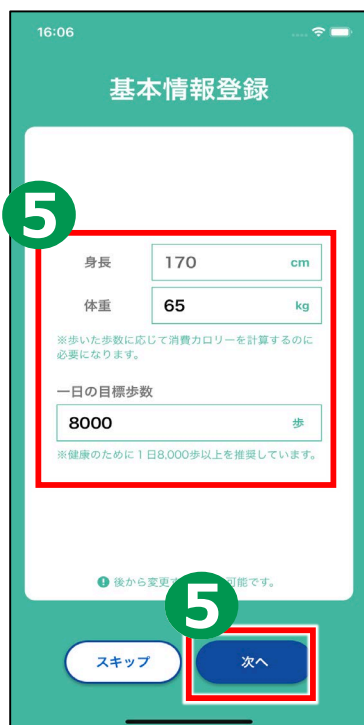 16:06
基本情報登録
5
身長 170 cm
体重 65 kg
※歩いた歩数に応じて消費カロリーを計算するのに
必要になります。
一日の目標歩数
8000 歩
※健康のために1日8,000歩以上を推奨しています。
後から変更す 可能です。
5
スキップ 次へ